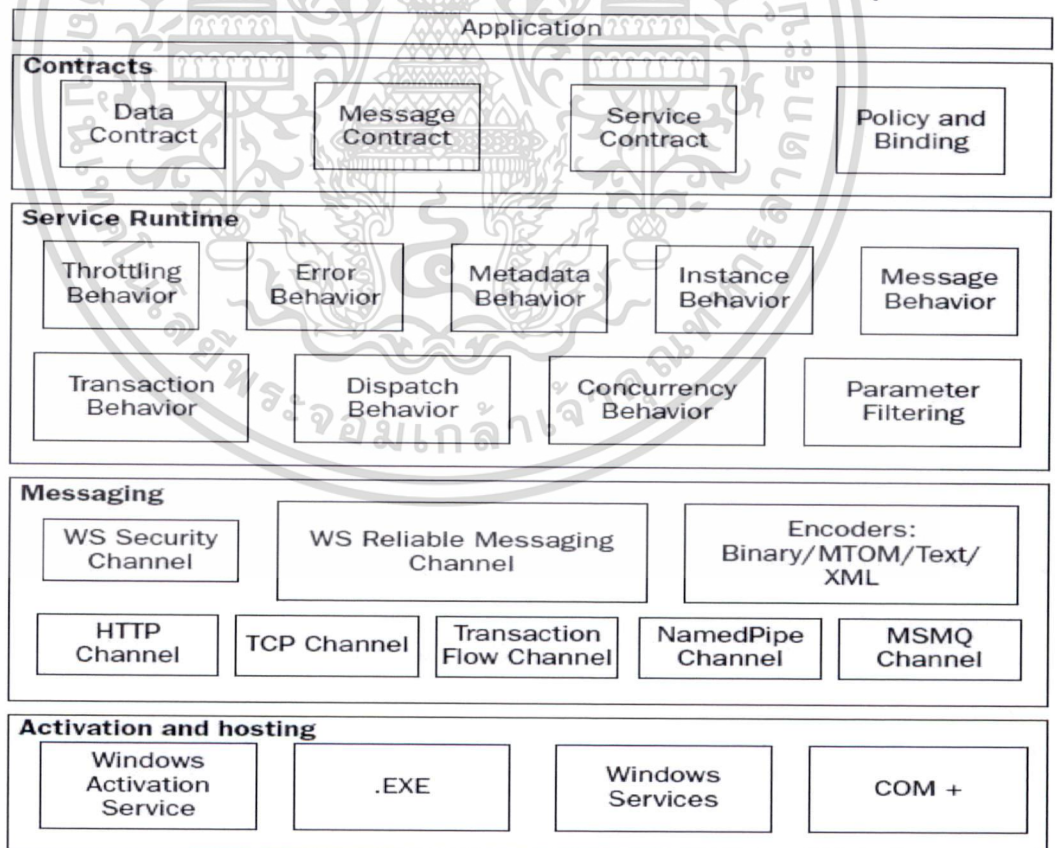 Application
Contracts
Data
Contract
Message
Contract
Service
Contract
Policy and
Binding
Service Runtime
Throttling
Behavior
Error
Behavior
Metadata
Behavior
Instance
Behavior
Message
Behavior
Transaction
Behavior
Dispatch
Behavior
Concurrency
Behavior
Parameter
Filtering
Messaging
WS Security
Channel
WS Reliable Messaging
Channel
Encoders:
Binary/MTOM/Text/
XML
HTTP
Channel
TCP Channel
Transaction
Flow Channel
NamedPipe
Channel
MSMQ
Channel
Activation and hosting
Windows
Activation
Service
.EXE
Windows
Services
COM +